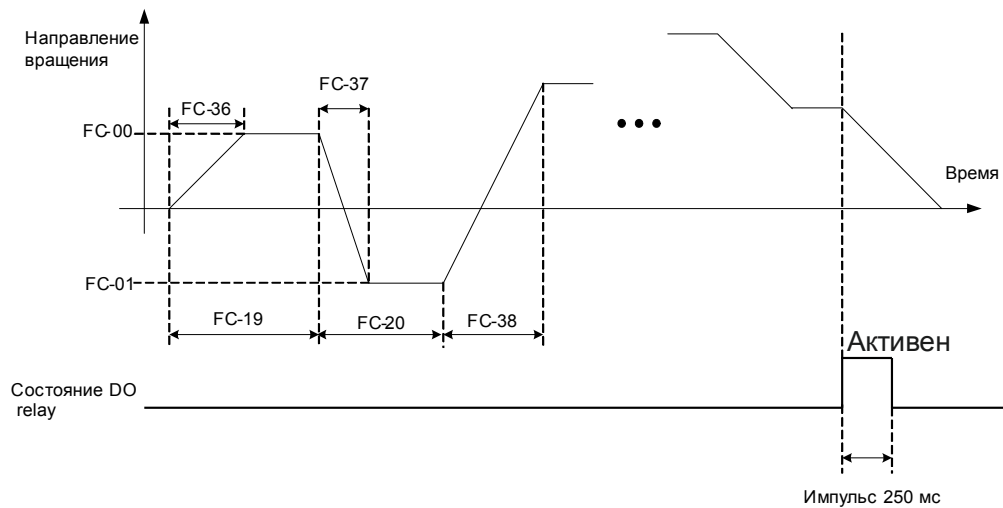 Направление
вращения
FC-37
FC-36
FC-00
Время
FC-01
FC-19
FC-20
FC-38
Активен
Состояние DO
relay
Импульс 250 мс